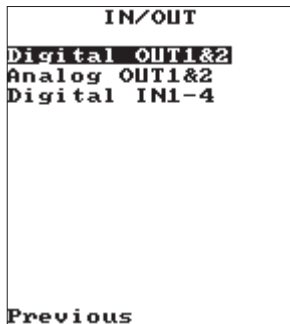 IN/OUT
Digital OUT1&2
Analog OUT1&2
Digital IN1-4
Previous